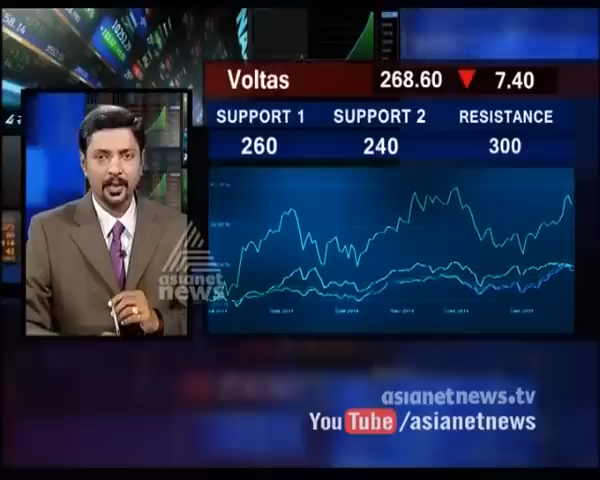 Voltas 268.60 7.40
SUPPORT 1 SUPPORT 2 RESISTANCE
260 240 300
asianet
news
asianetnews.tv
YouTube/asianetnews